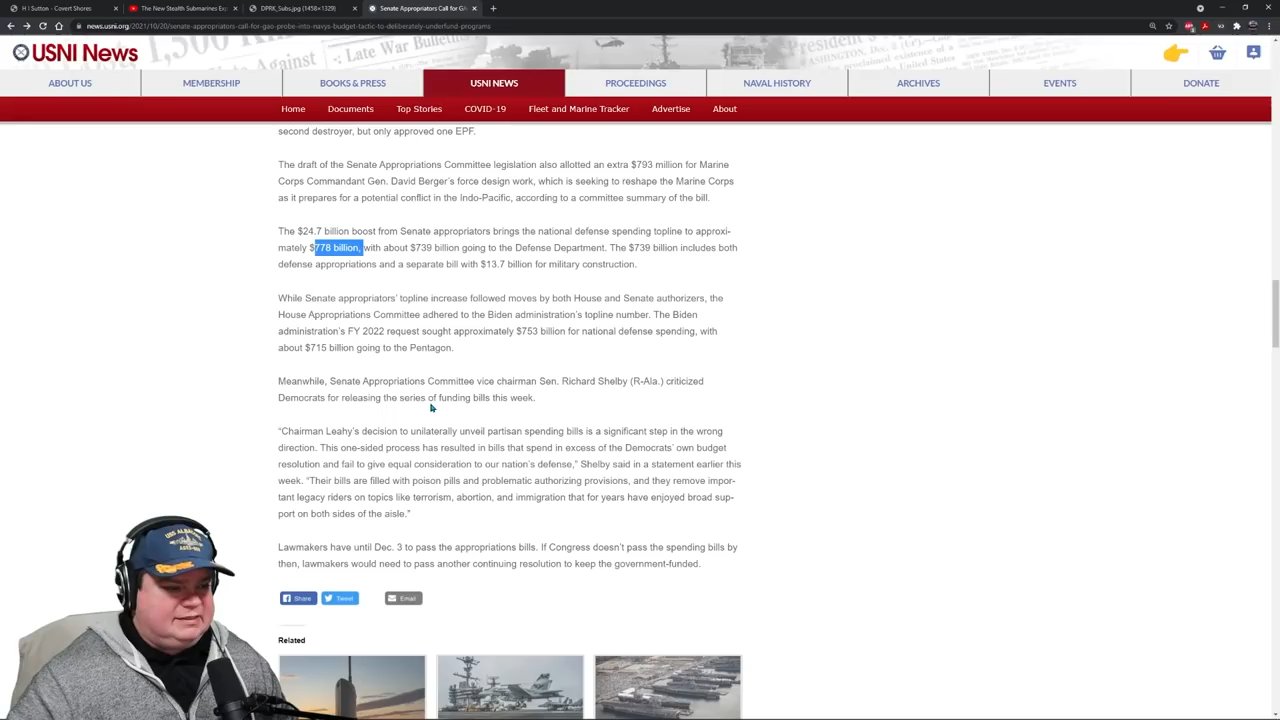 H I Sutton - Covert Shores
The New Stealth Submarines Ex
DPRK_Subs.jpg (1458×1329)
Senate Appropriators Call for G
news.usni.org/2021/10/20/senate-appropriators-call-for-gao-probe-into-navys-budget-tactic-to-deliberately-underfund-programs
USNI News
ABOUT US
MEMBERSHIP
BOOKS & PRESS
USNI NEWS
PROCEEDINGS
NAVAL HISTORY
ARCHIVES
EVENTS
DONATE
Home
Documents
Top Stories
COVID-19
Fleet and Marine Tracker
Advertise
About
second destroyer, but only approved one EPF.
The draft of the Senate Appropriations Committee legislation also allotted an extra $793 million for Marine
Corps Commandant Gen. David Berger’s force design work, which is seeking to reshape the Marine Corps
as it prepares for a potential conflict in the Indo-Pacific, according to a committee summary of the bill.
The $24.7 billion boost from Senate appropriators brings the national defense spending topline to approxi-
mately $778 billion, with about $739 billion going to the Defense Department. The $739 billion includes both
defense appropriations and a separate bill with $13.7 billion for military construction.
While Senate appropriators’ topline increase followed moves by both House and Senate authorizers, the
House Appropriations Committee adhered to the Biden administration’s topline number. The Biden
administration’s FY 2022 request sought approximately $753 billion for national defense spending, with
about $715 billion going to the Pentagon.
Meanwhile, Senate Appropriations Committee vice chairman Sen. Richard Shelby (R-Ala.) criticized
Democrats for releasing the series of funding bills this week.
“Chairman Leahy’s decision to unilaterally unveil partisan spending bills is a significant step in the wrong
direction. This one-sided process has resulted in bills that spend in excess of the Democrats’ own budget
resolution and fail to give equal consideration to our nation’s defense,” Shelby said in a statement earlier this
week. “Their bills are filled with poison pills and problematic authorizing provisions, and they remove impor-
tant legacy riders on topics like terrorism, abortion, and immigration that for years have enjoyed broad sup-
port on both sides of the aisle.”
Lawmakers have until Dec. 3 to pass the appropriations bills. If Congress doesn’t pass the spending bills by
then, lawmakers would need to pass another continuing resolution to keep the government-funded.
Share
Tweet
Email
Related